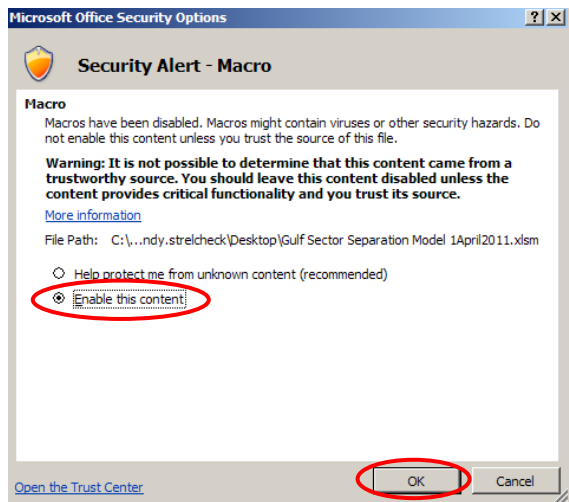 Microsoft Office Security Options
Security Alert - Macro
Macro
Macros have been disabled. Macros might contain viruses or other security hazards. Do
not enable this content unless you trust the source of this file.
Warning: It is not possible to determine that this content came from a
trustworthy source. You should leave this content disabled unless the
content provides critical functionality and you trust its source.
More information
File Path: C:\...ndy.strelcheck\Desktop\Gulf Sector Separation Model 1April2011.xlsm
Help protect me from unknown content (recommended)
Enable this content
Open the Trust Center
OK
Cancel